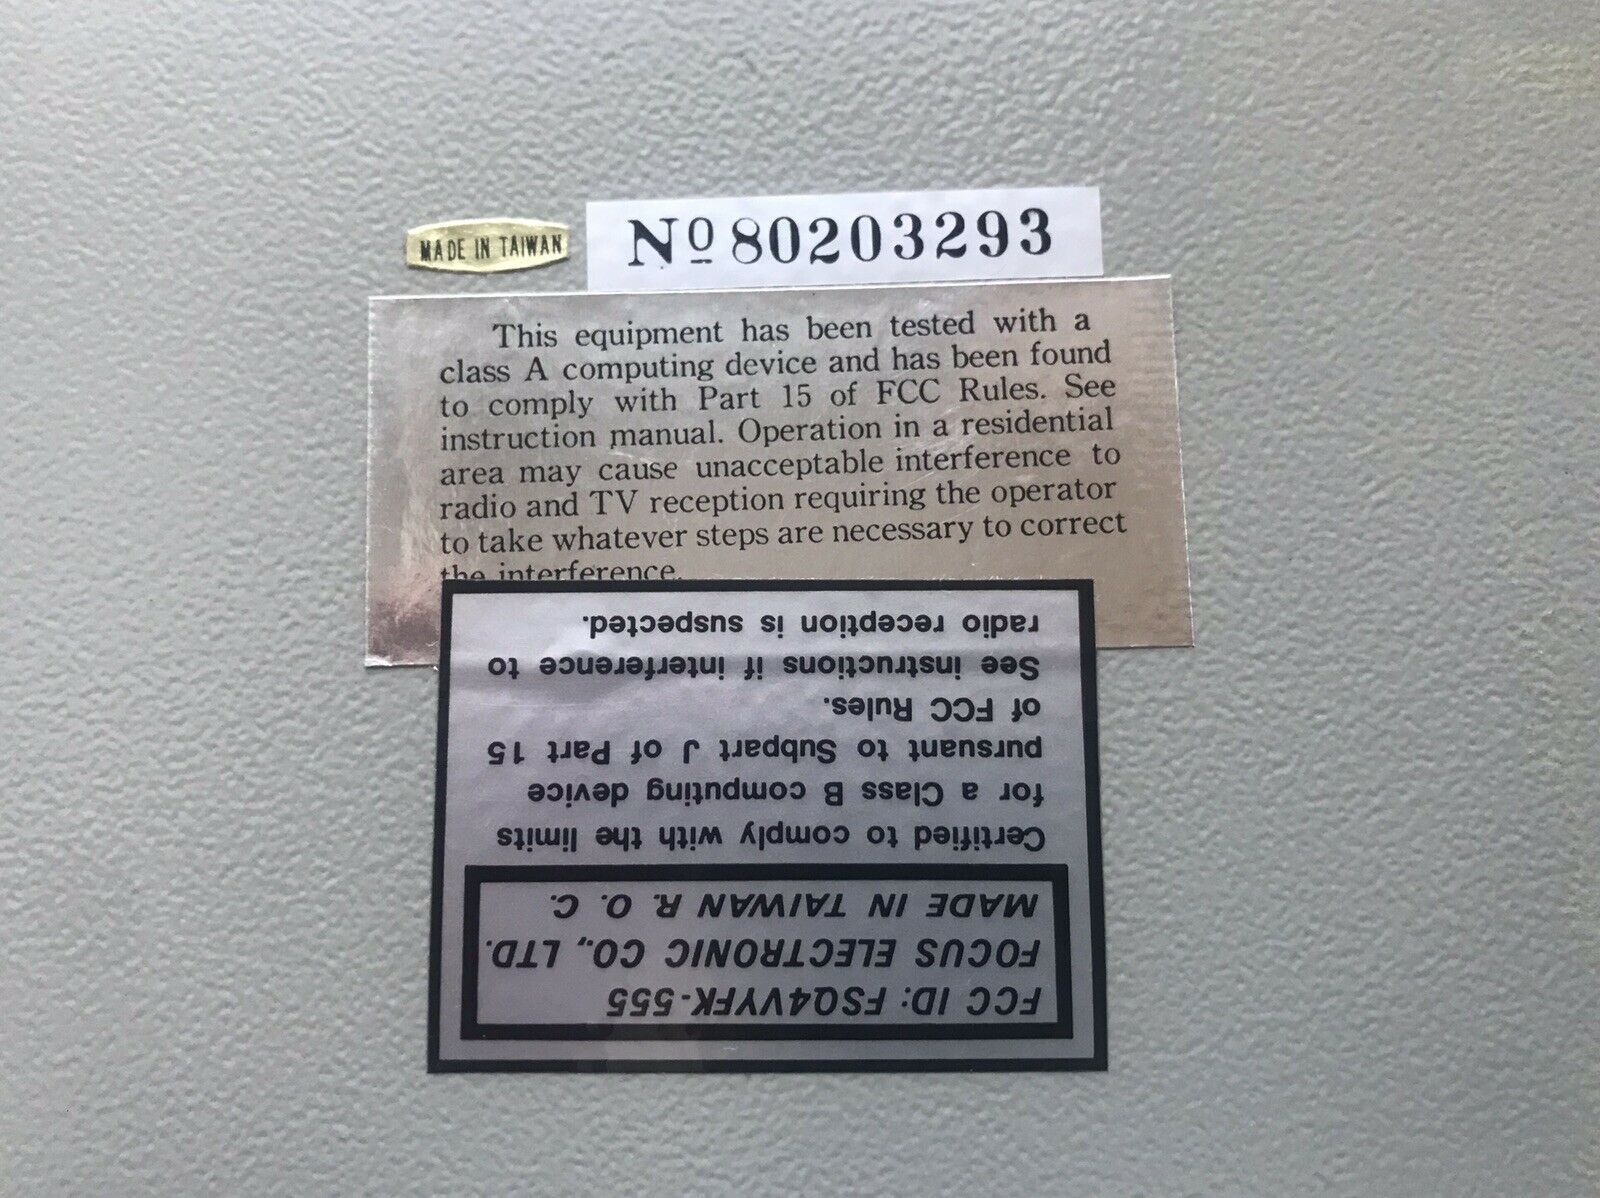 MADE IN TAIWAN
No 80203293
This equipment has been tested with a
class A computing device and has been found
to comply with Part 15 of FCC Rules. See
instruction manual. Operation in a residential
area may cause unacceptable interference to
radio and TV reception requiring the operator
to take whatever steps are necessary to correct
the interference.
FCC ID: FSQ4VYFK-555
FOCUS ELECTRONIC CO., LTD.
MADE IN TAIWAN R. O. C.
Certified to comply with the limits
for a Class B computing device
pursuant to Subpart J of Part 15
of FCC Rules.
See instructions if interference to
radio reception is suspected.